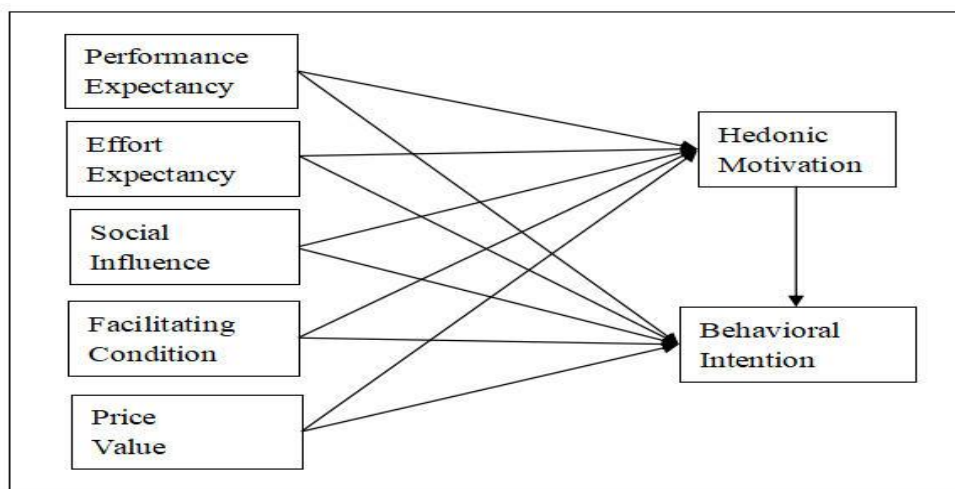 Performance
Expectancy
Effort
Expectancy
Social
Influence
Facilitating
Condition
Price
Value
Hedonic
Motivation
Behavioral
Intention